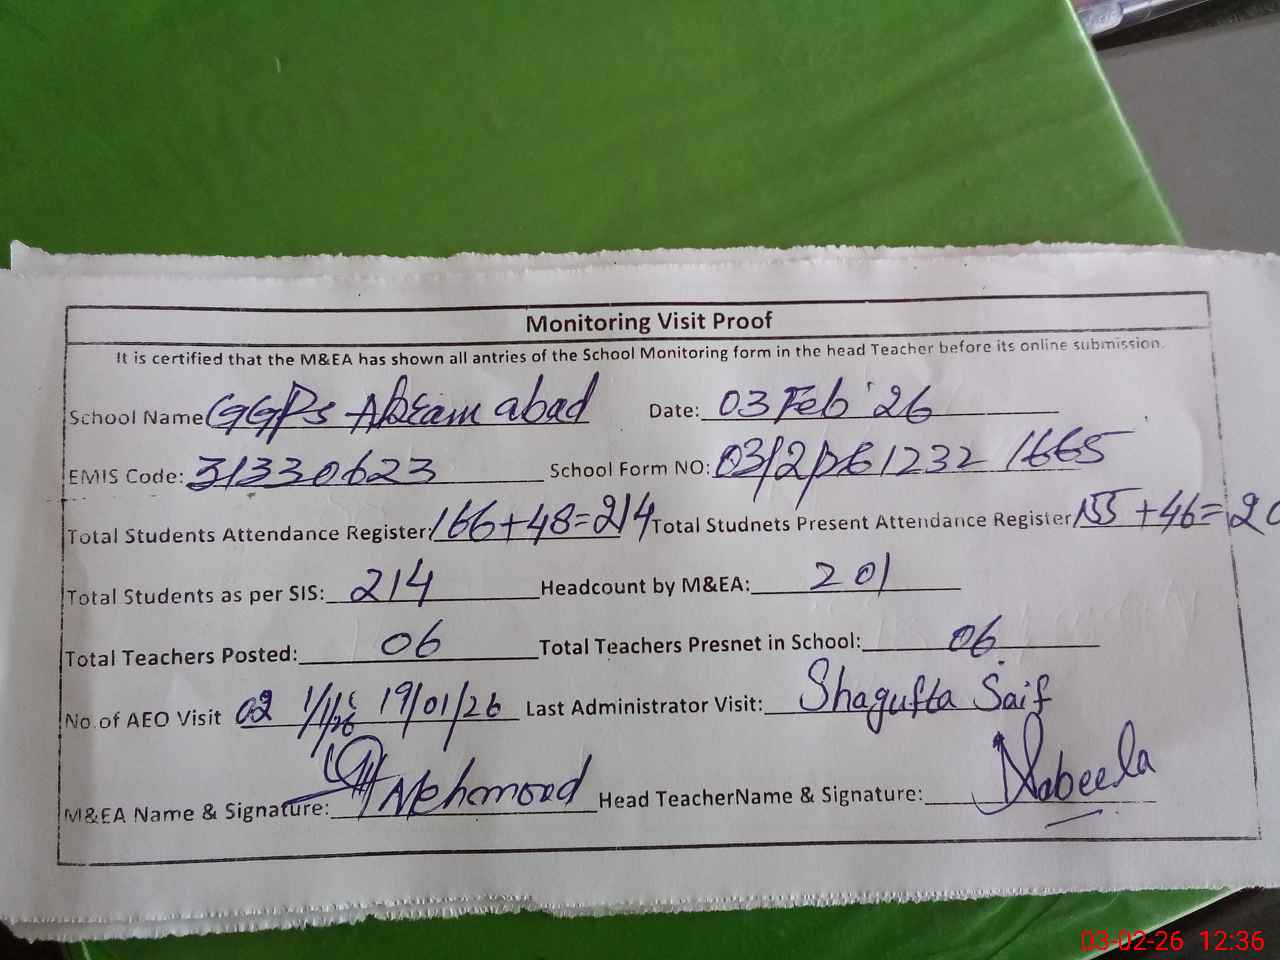 Monitoring Visit Proof
It is certified that the M&EA has shown all antries of the School Monitoring form in the head Teacher before its online submission.
School Name GGPS Akram abad Date: 03 Feb '26
EMIS Code: 31330623 School Form NO:
Total Students Attendance Register: 166+48=214 Total Studnets Present Attendance Register 155+46=20
Total Students as per SIS: 214 Headcount by M&EA: 201
Total Teachers Posted: 06 Total Teachers Presnet in School: 06
No.of AEO Visit 02 19/01/26 Last Administrator Visit: Shagufta Saif
M&EA Name & Signature: Mehmood Head TeacherName & Signature: Nabeela
03-02-26 12:36